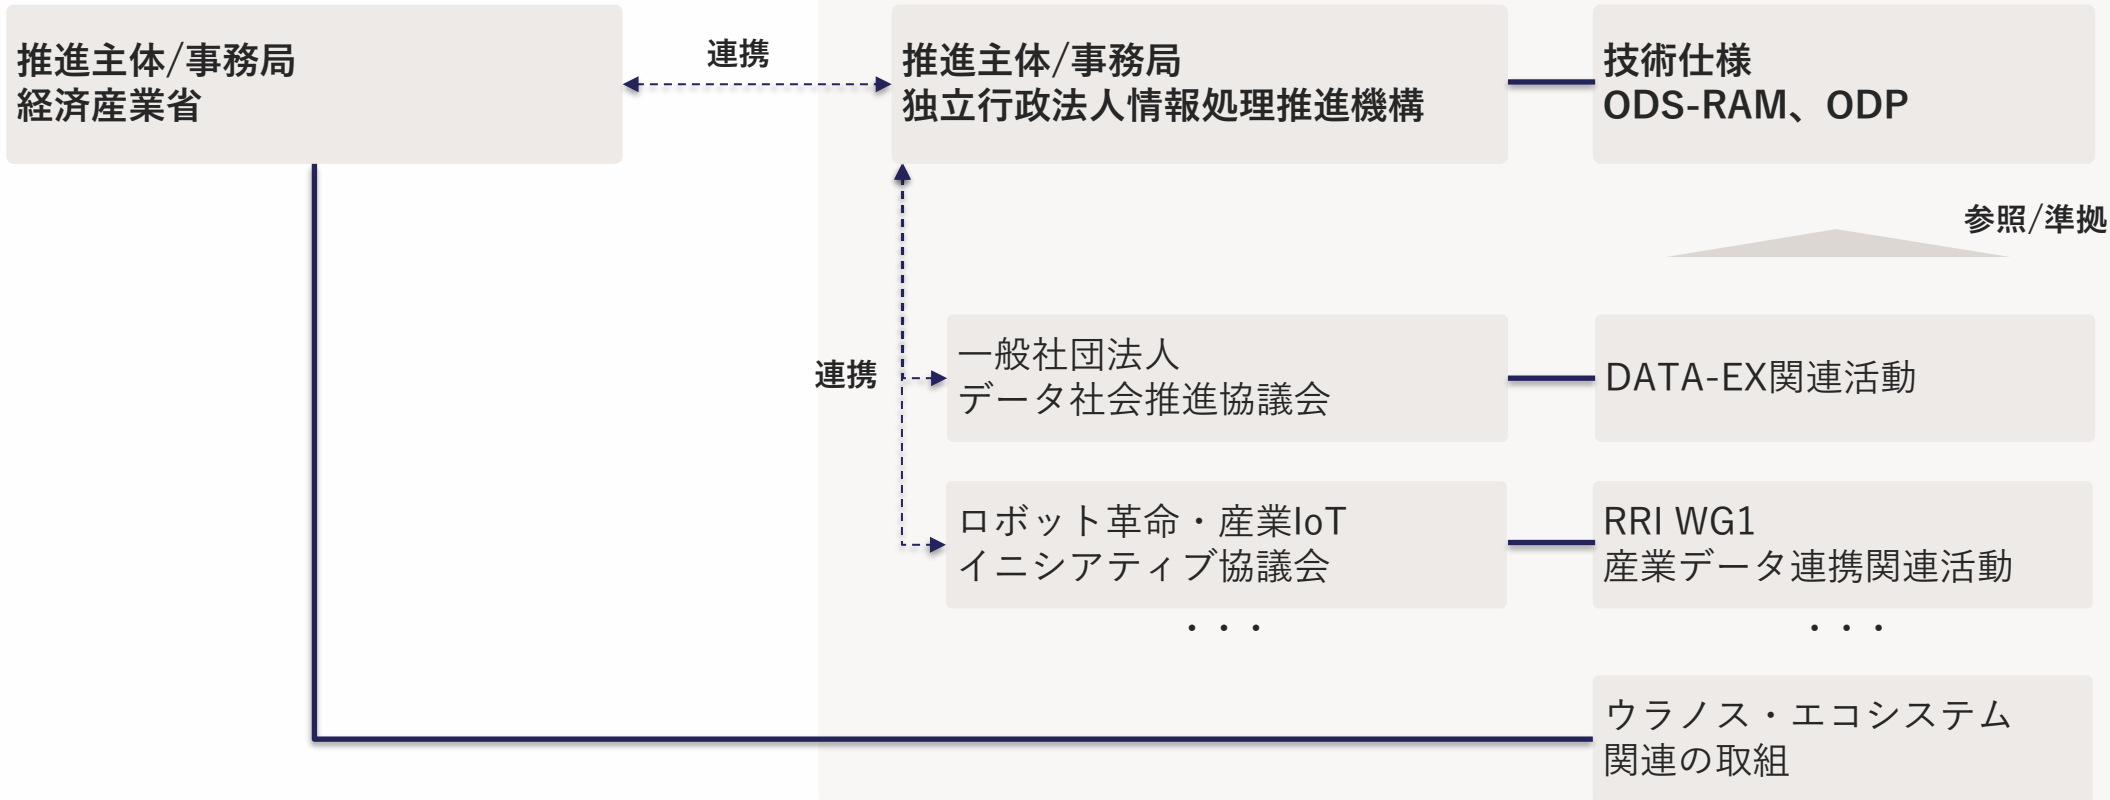 推進主体/事務局
経済産業省
連携
推進主体/事務局
独立行政法人情報処理推進機構
技術仕様
ODS-RAM、ODP
参照/準拠
連携
一般社団法人
データ社会推進協議会
DATA-EX関連活動
ロボット革命・産業IoT
イニシアティブ協議会
RRI WG1
産業データ連携関連活動
・・・
・・・
ウラノス・エコシステム
関連の取組